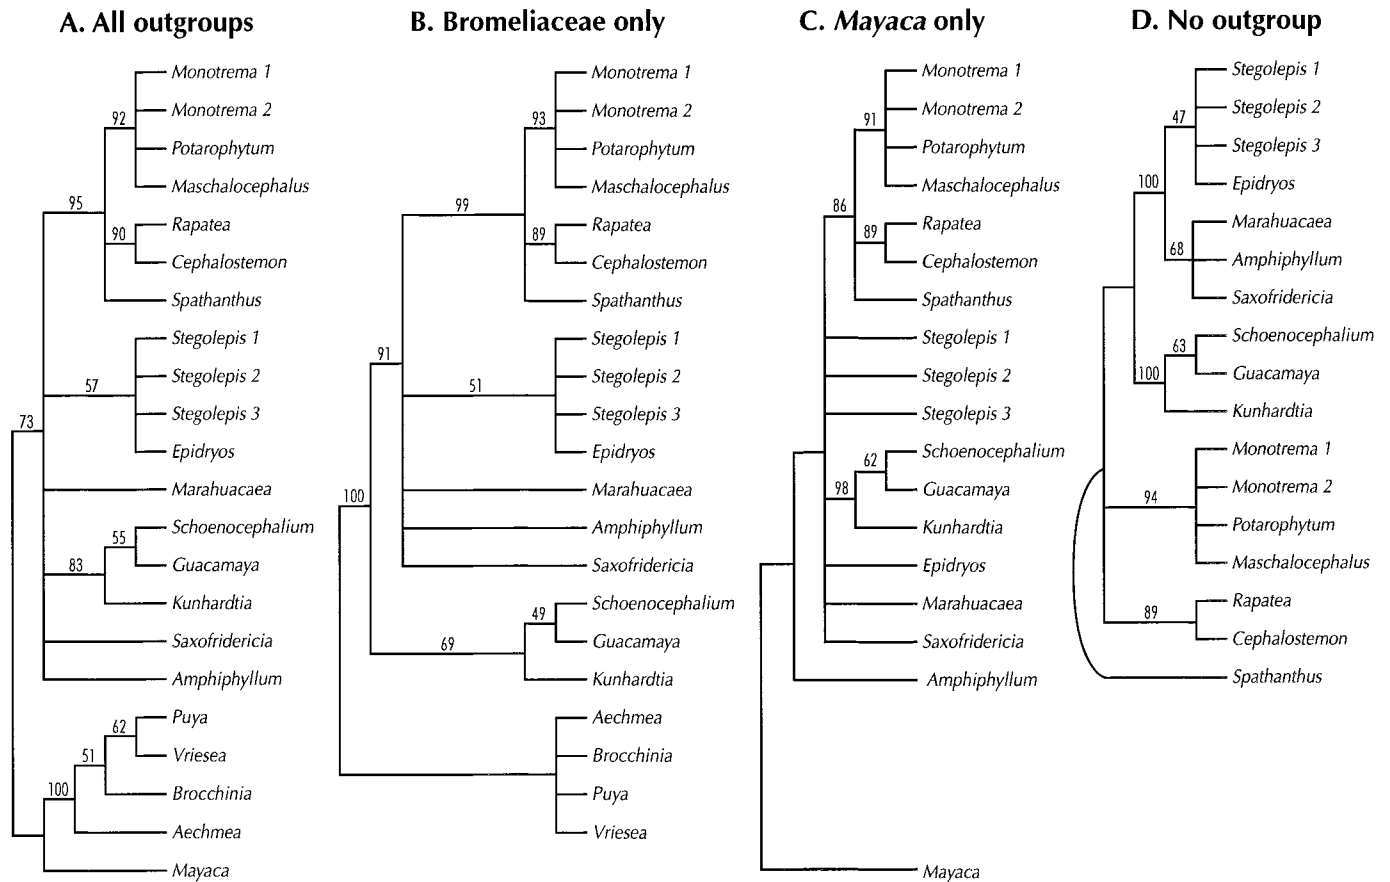 A. All outgroups
Monotrema 1
Monotrema 2
92
Potarophytum
Maschalocephalus
95
Rapatea
90
Cephalostemon
Spathanthus
Stegolepis 1
Stegolepis 2
57
Stegolepis 3
73
Epidryos
Marahuacaea
Schoenocephalium
55
Guacamaya
83
Kunhardtia
Saxofridericia
Amphiphyllum
Puya
62
Vriesea
51
Brocchinia
100
Aechmea
Mayaca
B. Bromeliaceae only
Monotrema 1
Monotrema 2
93
Potarophytum
Maschalocephalus
99
Rapatea
89
Cephalostemon
Spathanthus
Stegolepis 1
91
Stegolepis 2
51
Stegolepis 3
Epidryos
Marahuacaea
100
Amphiphyllum
Saxofridericia
Schoenocephalium
49
Guacamaya
69
Kunhardtia
Aechmea
Brocchinia
Puya
Vriesea
C. Mayaca only
Monotrema 1
Monotrema 2
91
Potarophytum
Maschalocephalus
86
Rapatea
89
Cephalostemon
Spathanthus
Stegolepis 1
Stegolepis 2
Stegolepis 3
Schoenocephalium
62
Guacamaya
98
Kunhardtia
Epidryos
Marahuacaea
Saxofridericia
Amphiphyllum
Mayaca
D. No outgroup
Stegolepis 1
Stegolepis 2
47
Stegolepis 3
100
Epidryos
Marahuacaea
68
Amphiphyllum
Saxofridericia
Schoenocephalium
63
Guacamaya
100
Kunhardtia
Monotrema 1
Monotrema 2
94
Potarophytum
Maschalocephalus
Rapatea
89
Cephalostemon
Spathanthus